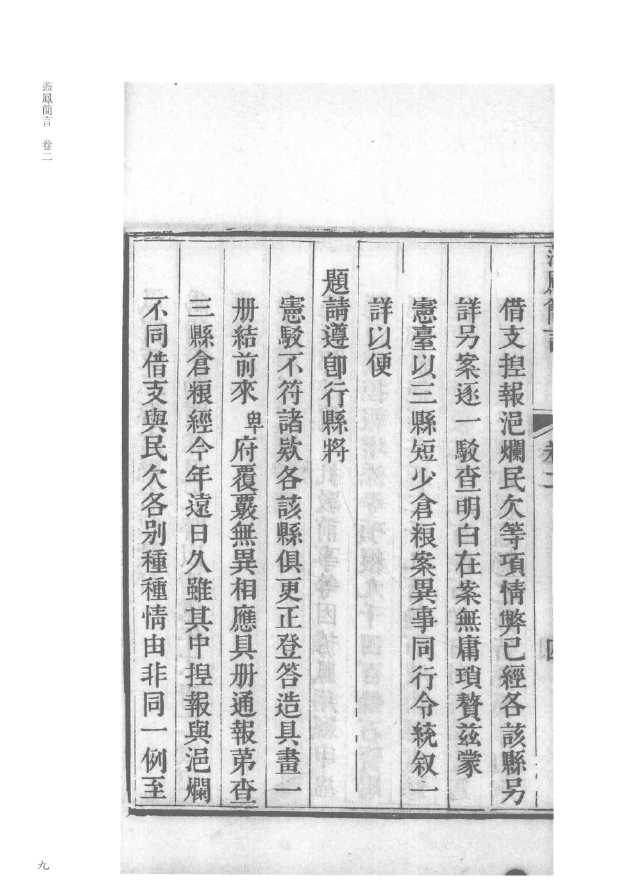 燕鳳簡言　卷二
借支揑報浥爛民欠等項情弊已經各該縣另
詳另案逐一駁查明白在案無庸瑣贅茲蒙
憲臺以三縣短少倉粮案異事同行令統叙一
詳以便
題請遵卽行縣將
憲駁不符諸欵各該縣俱更正登答造具畫一
册結前來卑府覆覈無異相應具册通報第查
三縣倉粮經今年遠日久雖其中揑報與浥爛
不同借支與民欠各别種種情由非同一例至
九